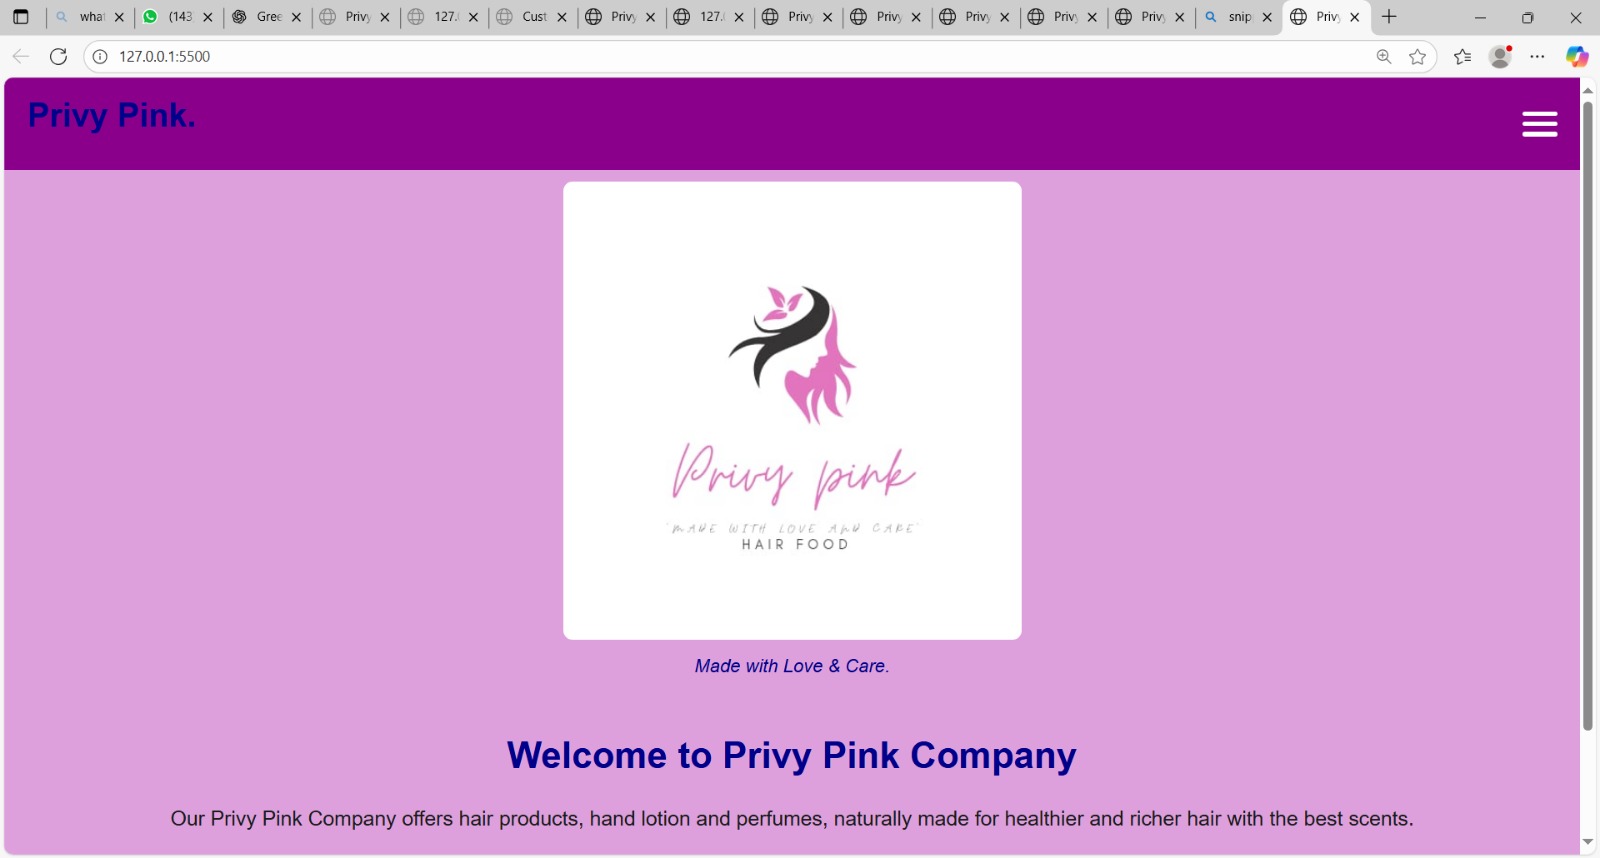 what
(143
Gree
Privy
127.
Cust
Privy
127.
Privy
Privy
Privy
Privy
Privy
snip
Privy
127.0.0.1:5500
Privy Pink.
Privy pink
"MADE WITH LOVE AND CARE"
HAIR FOOD
Made with Love & Care.
Welcome to Privy Pink Company
Our Privy Pink Company offers hair products, hand lotion and perfumes, naturally made for healthier and richer hair with the best scents.